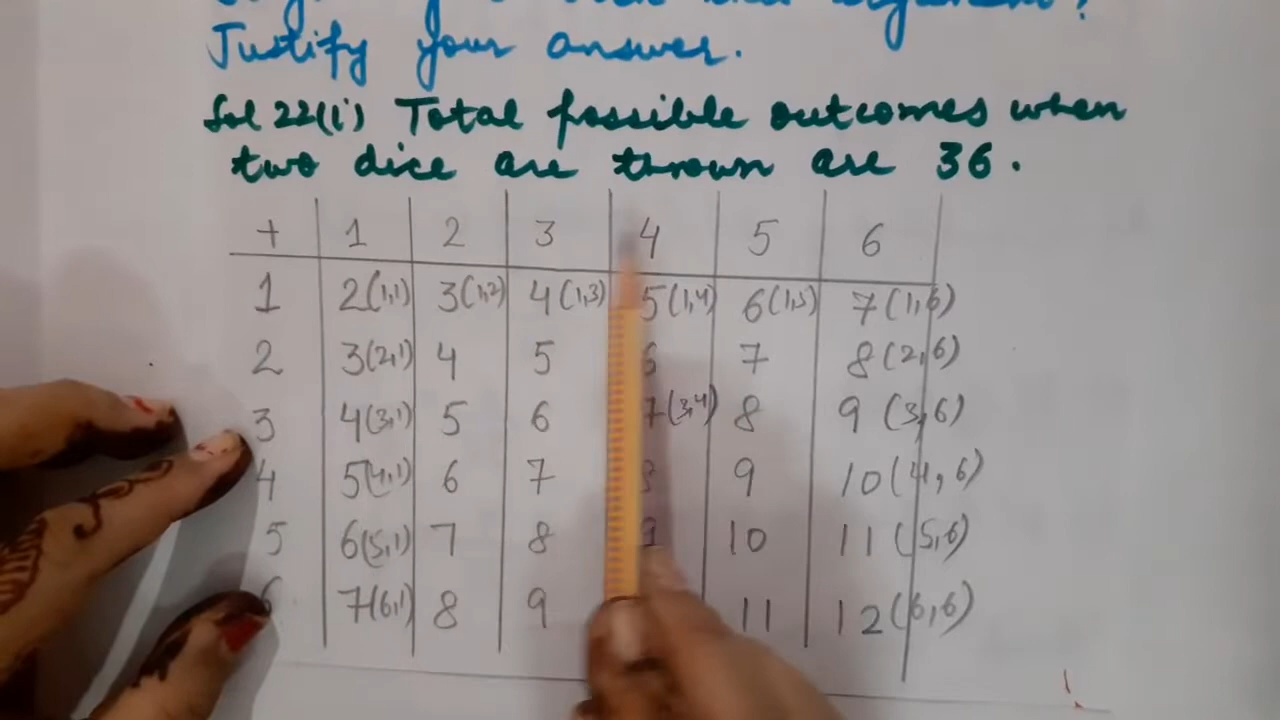 Justify your answer.
Sol 22(i) Total possible outcomes when
two dice are thrown are 36.
+ 1 2 3 4 5 6
1 2(1,1) 3(1,2) 4(1,3) 5(1,4) 6(1,5) 7(1,6)
2 3(2,1) 4 5 6 7 8(2,6)
3 4(3,1) 5 6 7(3,4) 8 9(3,6)
4 5(4,1) 6 7 8 9 10(4,6)
5 6(5,1) 7 8 9 10 11(5,6)
6 7(6,1) 8 9 11 12(6,6)